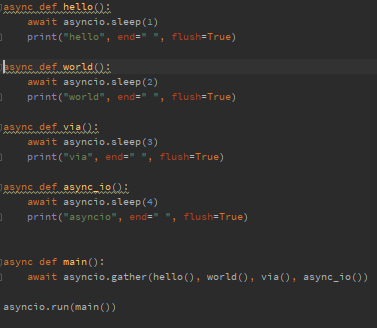 async def hello():
    await asyncio.sleep(1)
    print("hello", end=" ", flush=True)
async def world():
    await asyncio.sleep(2)
    print("world", end=" ", flush=True)
async def via():
    await asyncio.sleep(3)
    print("via", end=" ", flush=True)
async def async_io():
    await asyncio.sleep(4)
    print("asyncio", end=" ", flush=True)
async def main():
    await asyncio.gather(hello(), world(), via(), async_io())
asyncio.run(main())